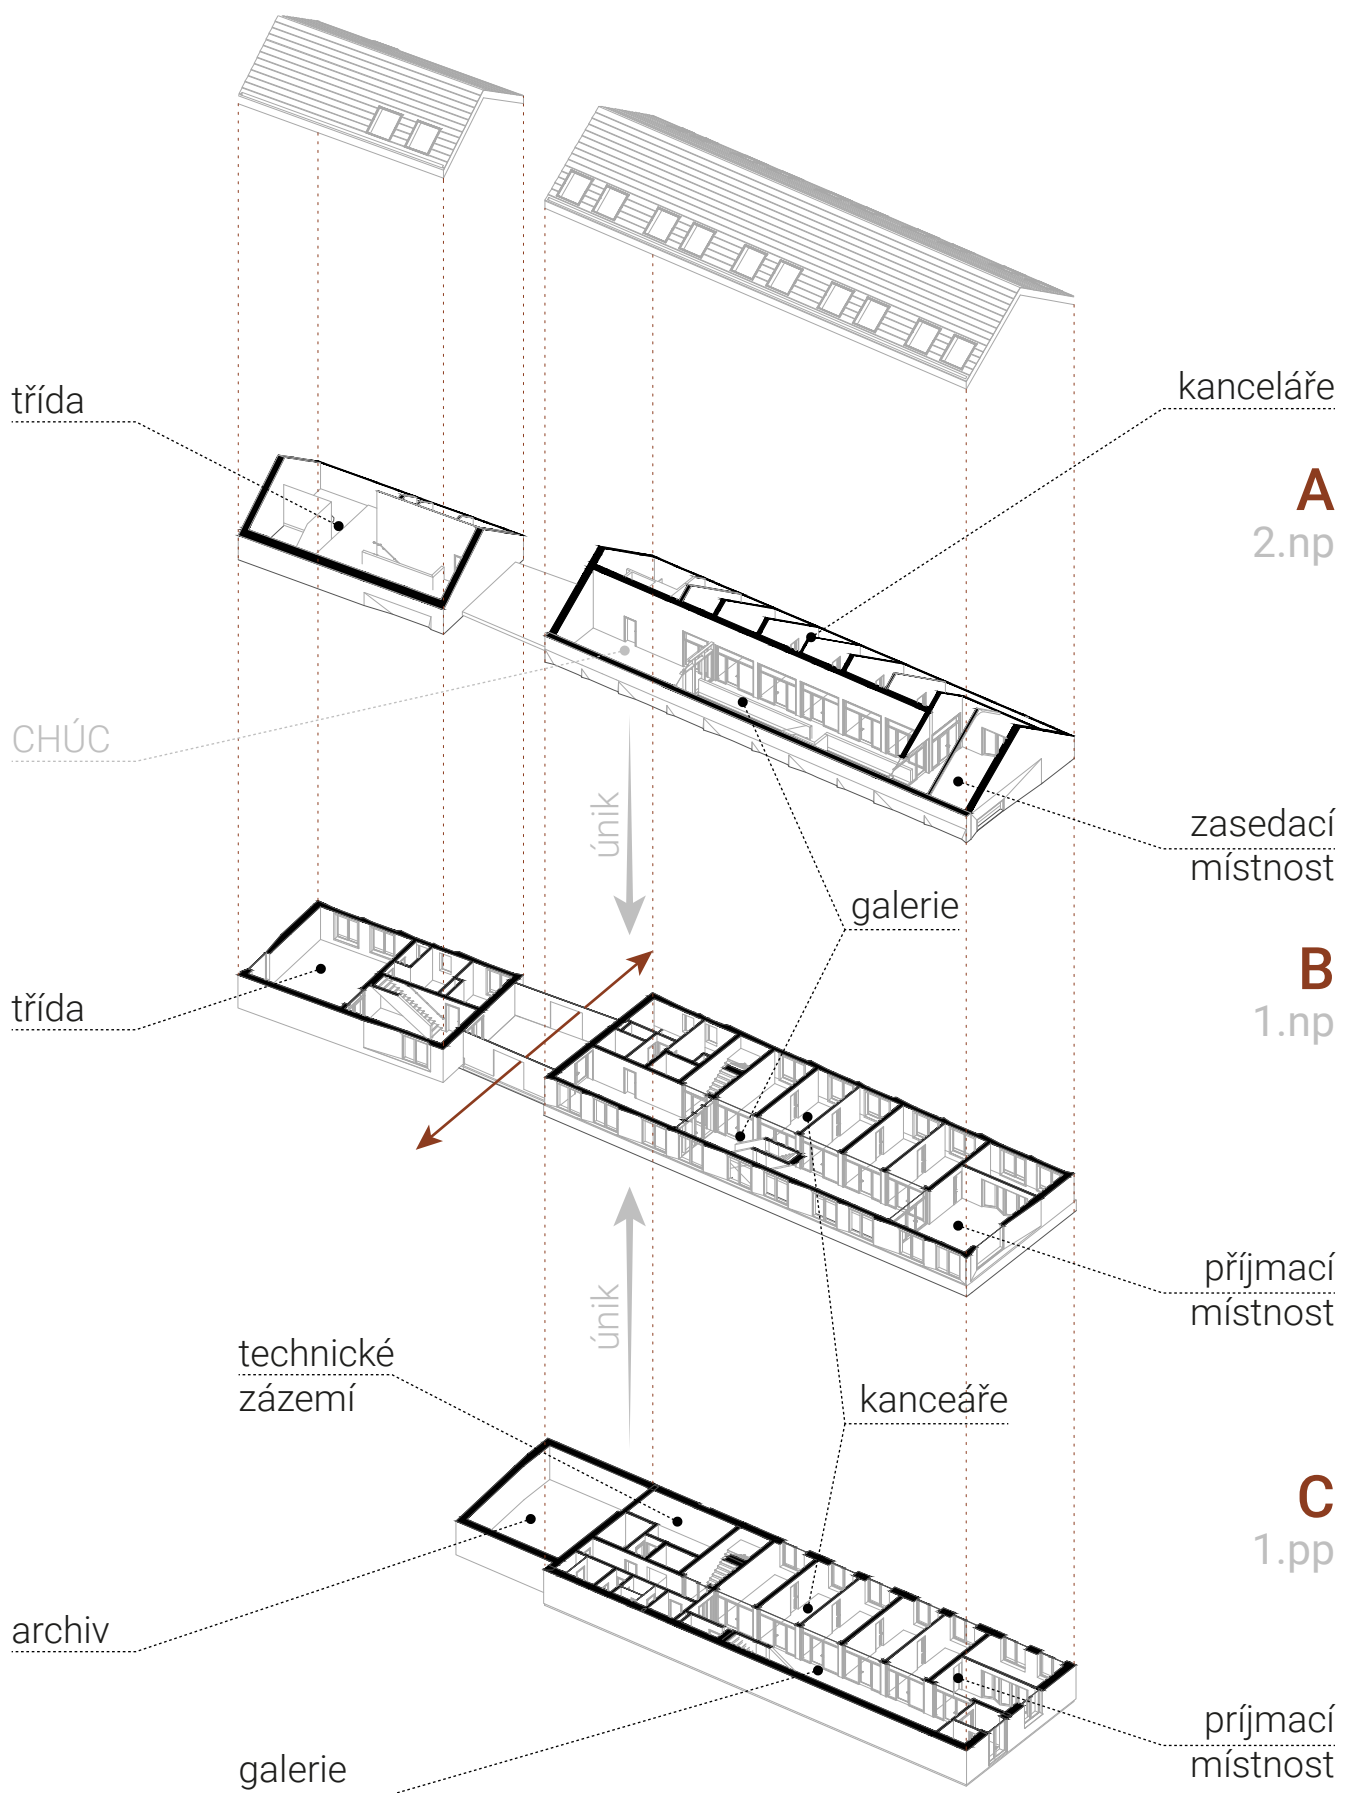 třída
kanceláře
A
2.np
CHÚC
únik
zasedací
místnost
galerie
B
1.np
třída
příjmací
místnost
únik
technické
zázemí
kanceáře
C
1.pp
archiv
príjmací
místnost
galerie